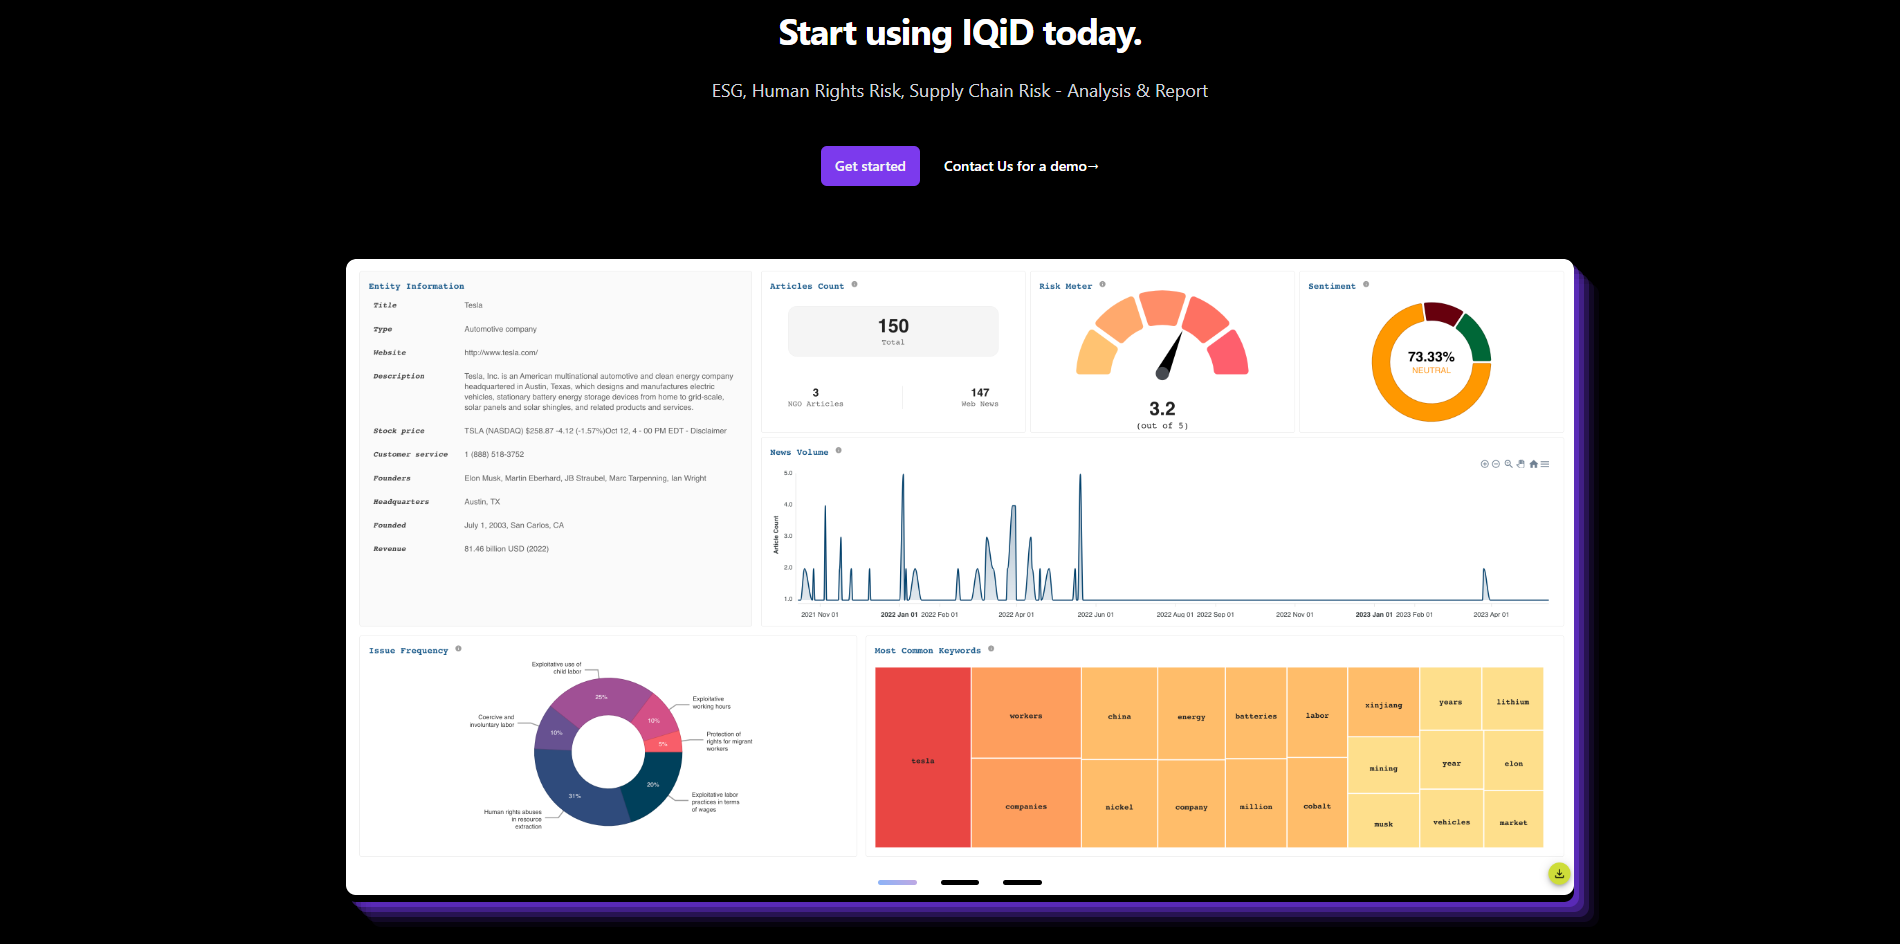 Start using IQiD today.
ESG, Human Rights Risk, Supply Chain Risk - Analysis & Report
Get started
Contact Us for a demo→
Entity Information
Title Tesla
Type Automotive company
Website http://www.tesla.com/
Description Tesla, Inc. is an American multinational automotive and clean energy company
headquartered in Austin, Texas, which designs and manufactures electric
vehicles, stationary battery energy storage devices from home to grid-scale,
solar panels and solar shingles, and related products and services.
Stock price TSLA (NASDAQ) $258.87 -4.12 (-1.57%)Oct 12, 4 - 00 PM EDT - Disclaimer
Customer service 1 (888) 518-3752
Founders Elon Musk, Martin Eberhard, JB Straubel, Marc Tarpenning, Ian Wright
Headquarters Austin, TX
Founded July 1, 2003, San Carlos, CA
Revenue 81.46 billion USD (2022)
Articles Count
150
Total
3
NGO Articles
147
Web News
Risk Meter
3.2
(out of 5)
Sentiment
73.33%
NEUTRAL
News Volume
Article Count
5.0
4.0
3.0
2.0
1.0
2021 Nov 01 2022 Jan 01 2022 Feb 01 2022 Apr 01 2022 Jun 01 2022 Aug 01 2022 Sep 01 2022 Nov 01 2023 Jan 01 2023 Feb 01 2023 Apr 01
Issue Frequency
Exploitative use of
child labor
25%
Exploitative
working hours
10%
Protection of
rights for migrant
workers
5%
Exploitative labor
practices in terms
of wages
20%
Human rights abuses
in resource
extraction
31%
Coercive and
involuntary labor
10%
Most Common Keywords
tesla
workers
companies
china
nickel
energy
company
batteries
million
labor
cobalt
xinjiang
mining
musk
years
year
vehicles
lithium
elon
market